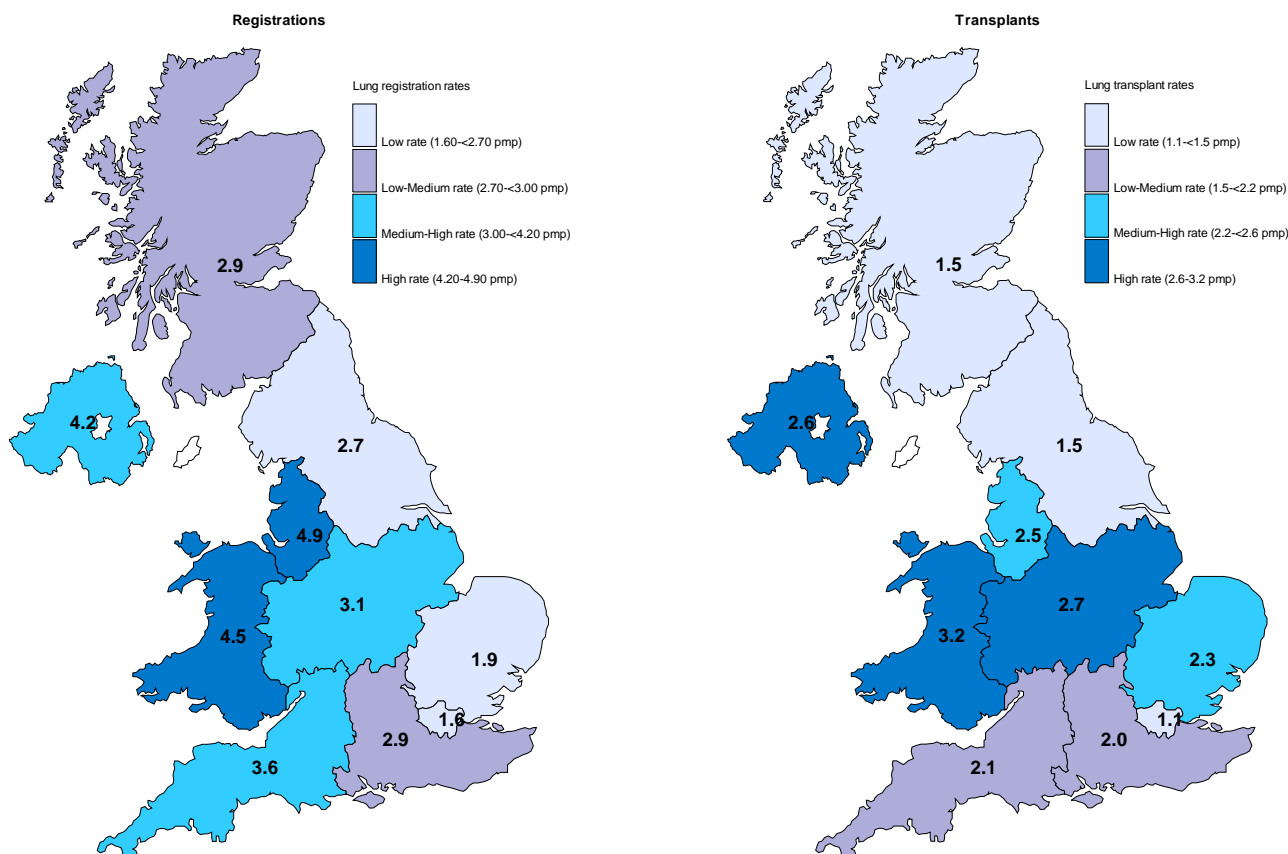 Registrations
Lung registration rates
Low rate (1.60-<2.70 pmp)
Low-Medium rate (2.70-<3.00 pmp)
Medium-High rate (3.00-<4.20 pmp)
High rate (4.20-4.90 pmp)
2.9
4.2
2.7
4.9
3.1
4.5
1.9
1.6
2.9
3.6
Transplants
Lung transplant rates
Low rate (1.1-<1.5 pmp)
Low-Medium rate (1.5-<2.2 pmp)
Medium-High rate (2.2-<2.6 pmp)
High rate (2.6-3.2 pmp)
1.5
2.6
1.5
2.5
2.7
3.2
2.3
1.1
2.0
2.1